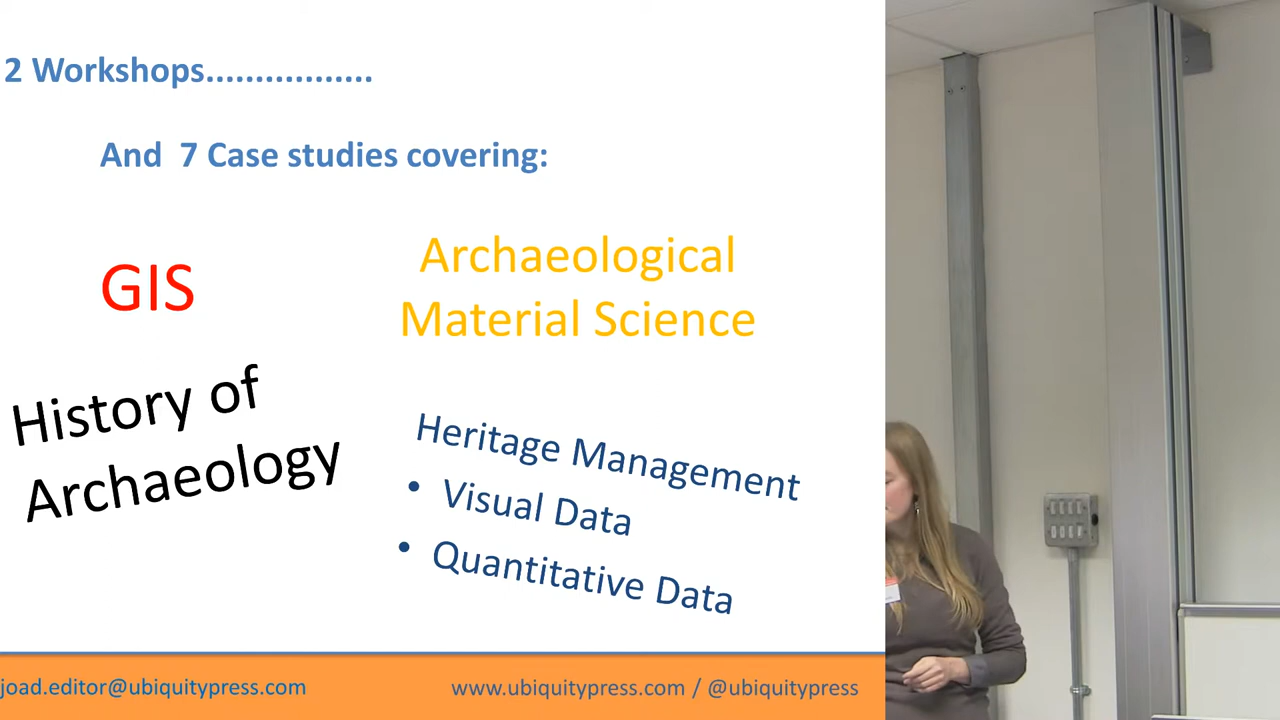 2 Workshops.................
And 7 Case studies covering:
GIS
Archaeological
Material Science
History of
Archaeology
Heritage Management
• Visual Data
• Quantitative Data
joad.editor@ubiquitypress.com
www.ubiquitypress.com / @ubiquitypress